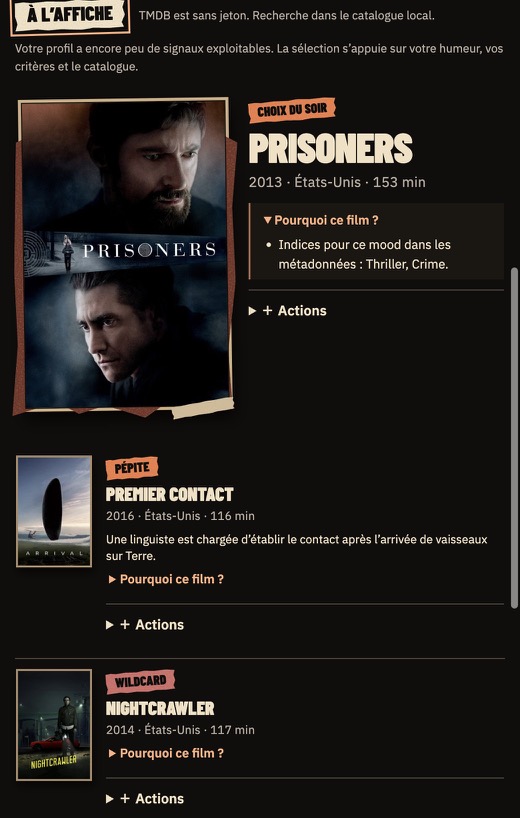 À L'AFFICHE
TMDB est sans jeton. Recherche dans le catalogue local.
Votre profil a encore peu de signaux exploitables. La sélection s'appuie sur votre humeur, vos
critères et le catalogue.
PRISONERS
CHOIX DU SOIR
PRISONERS
2013 · États-Unis · 153 min
▼ Pourquoi ce film ?
• Indices pour ce mood dans les
métadonnées : Thriller, Crime.
▶ + Actions
ARRIVAL
PÉPITE
PREMIER CONTACT
2016 · États-Unis · 116 min
Une linguiste est chargée d'établir le contact après l'arrivée de vaisseaux
sur Terre.
▶ Pourquoi ce film ?
▶ + Actions
NIGHTCRAWLER
WILDCARD
NIGHTCRAWLER
2014 · États-Unis · 117 min
▶ Pourquoi ce film ?
▶ + Actions